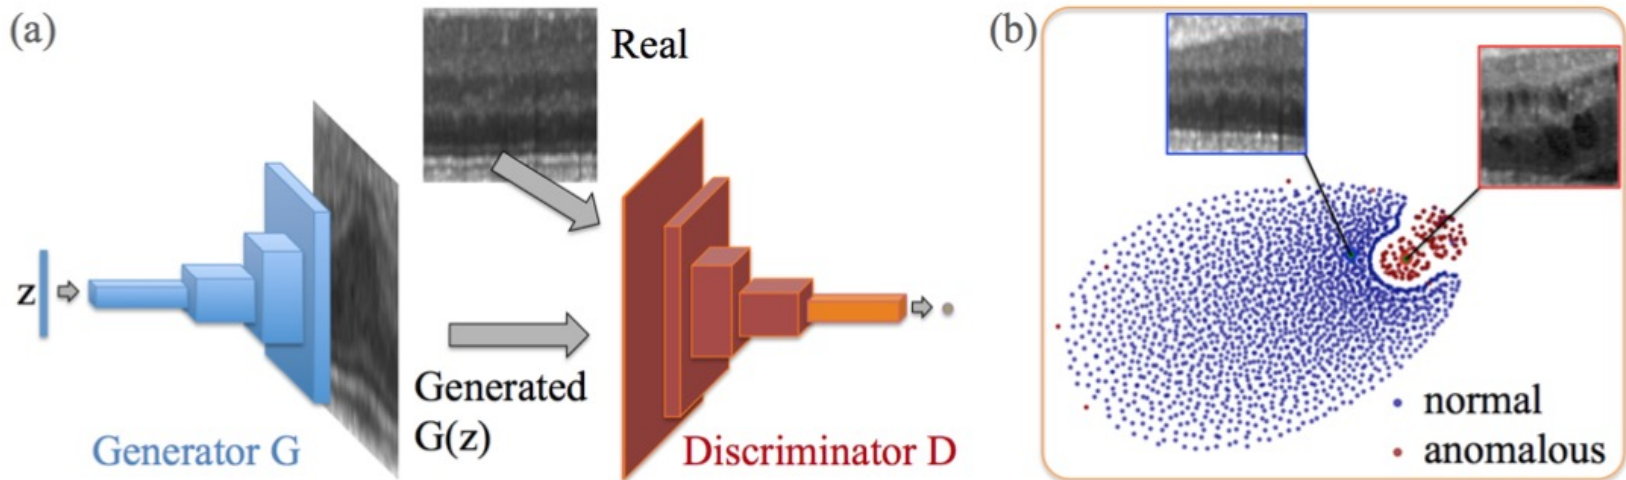 (a)
Real
z
Generated
G(z)
Generator G
Discriminator D
(b)
normal
anomalous